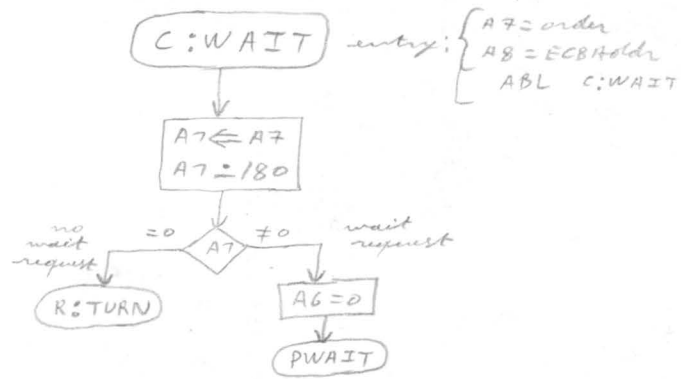 C:WAIT
entry: { A7 = order
A8 = ECBAddr
ABL C:WAIT
A7 ⇐ A7
A7 ∸ /80
no
wait
request
=0
A7
≠0
wait
request
R:TURN
A6=0
PWAIT